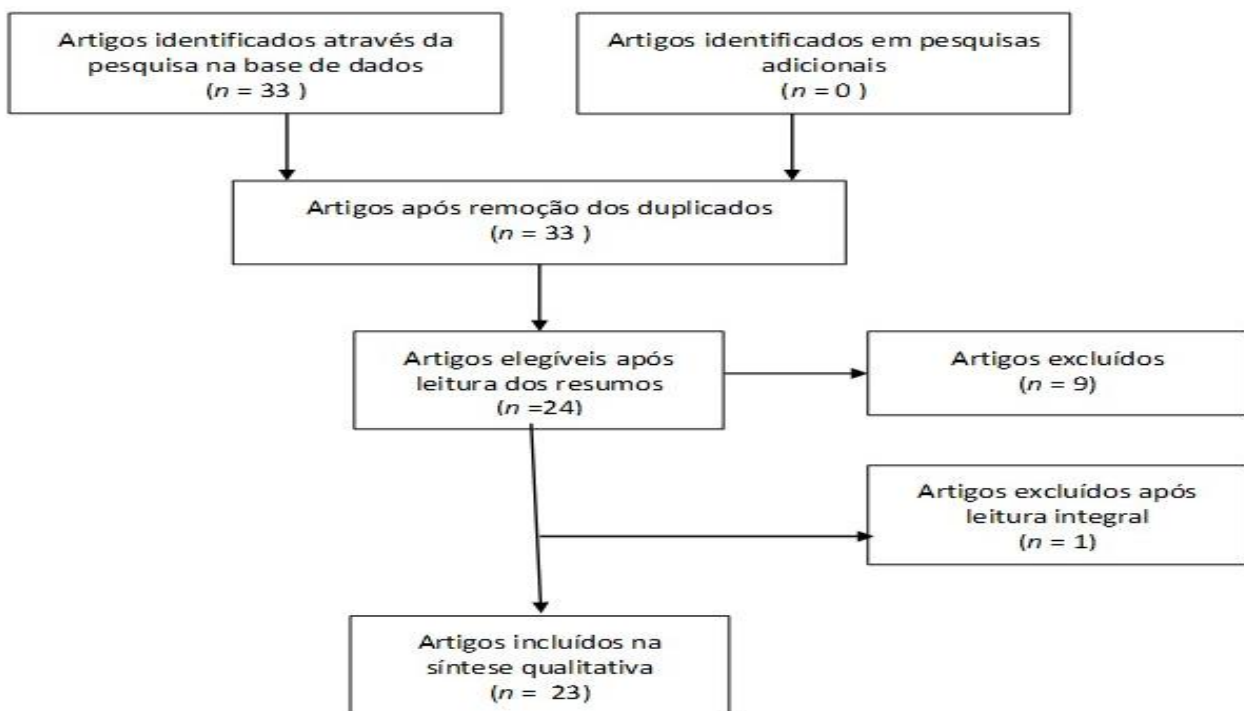 Artigos identificados através da
pesquisa na base de dados
(n = 33 )
Artigos identificados em pesquisas
adicionais
(n = 0 )
Artigos após remoção dos duplicados
(n = 33 )
Artigos elegíveis após
leitura dos resumos
(n =24)
Artigos excluídos
(n = 9)
Artigos excluídos após
leitura integral
(n = 1)
Artigos incluídos na
síntese qualitativa
(n = 23)